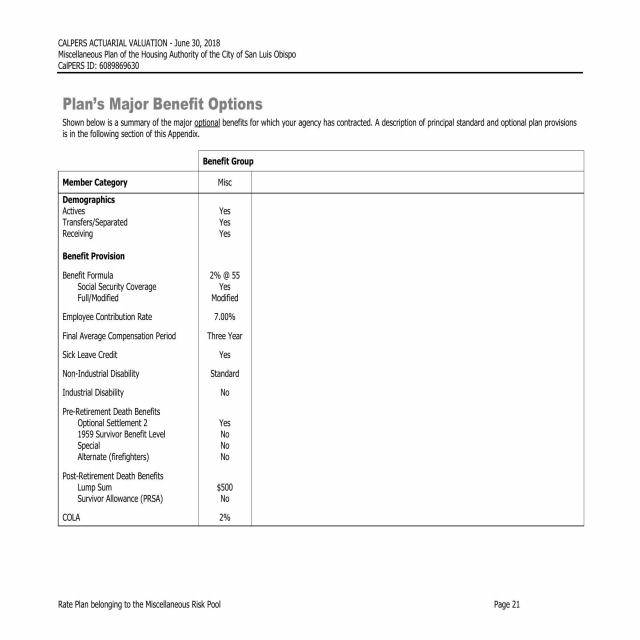 CALPERS ACTUARIAL VALUATION - June 30, 2018
Miscellaneous Plan of the Housing Authority of the City of San Luis Obispo
CalPERS ID: 6089869630
Plan's Major Benefit Options
Shown below is a summary of the major optional benefits for which your agency has contracted. A description of principal standard and optional plan provisions
is in the following section of this Appendix.
Benefit Group
Member Category Misc
Demographics
Actives Yes
Transfers/Separated Yes
Receiving Yes
Benefit Provision
Benefit Formula 2% @ 55
Social Security Coverage Yes
Full/Modified Modified
Employee Contribution Rate 7.00%
Final Average Compensation Period Three Year
Sick Leave Credit Yes
Non-Industrial Disability Standard
Industrial Disability No
Pre-Retirement Death Benefits
Optional Settlement 2 Yes
1959 Survivor Benefit Level No
Special No
Alternate (firefighters) No
Post-Retirement Death Benefits
Lump Sum $500
Survivor Allowance (PRSA) No
COLA 2%
Rate Plan belonging to the Miscellaneous Risk Pool Page 21